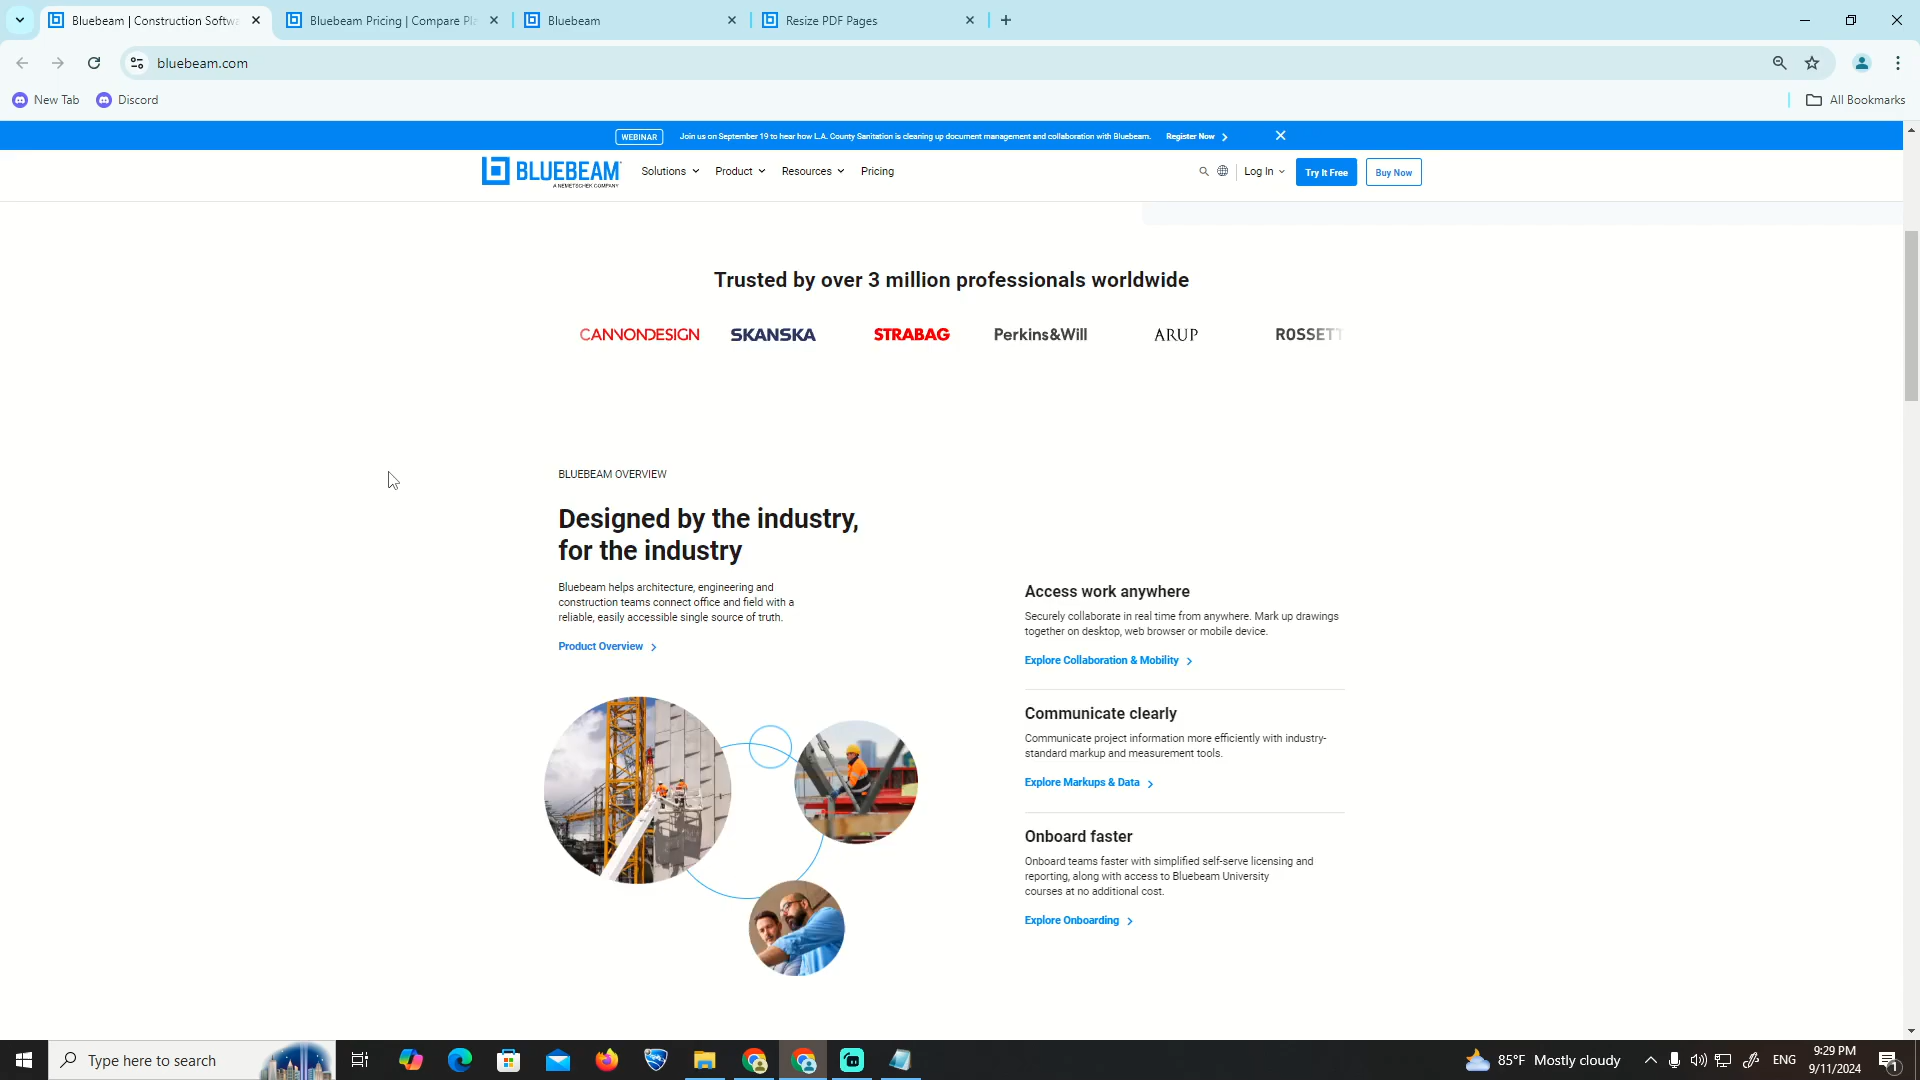 Bluebeam | Construction Softwa
Bluebeam Pricing | Compare Pla
Bluebeam
Resize PDF Pages
bluebeam.com
New Tab
Discord
All Bookmarks
WEBINAR
Join us on September 19 to hear how L.A. County Sanitation is cleaning up document management and collaboration with Bluebeam.
Register Now
BLUEBEAM
A NEMETSCHEK COMPANY
Solutions
Product
Resources
Pricing
Log In
Try It Free
Buy Now
Trusted by over 3 million professionals worldwide
CANNONDESIGN
SKANSKA
STRABAG
Perkins&Will
ARUP
ROSSETT
BLUEBEAM OVERVIEW
Designed by the industry,
for the industry
Bluebeam helps architecture, engineering and
construction teams connect office and field with a
reliable, easily accessible single source of truth.
Product Overview
Access work anywhere
Securely collaborate in real time from anywhere. Mark up drawings
together on desktop, web browser or mobile device.
Explore Collaboration & Mobility
Communicate clearly
Communicate project information more efficiently with industry-
standard markup and measurement tools.
Explore Markups & Data
Onboard faster
Onboard teams faster with simplified self-serve licensing and
reporting, along with access to Bluebeam University
courses at no additional cost.
Explore Onboarding
Type here to search
85°F Mostly cloudy
ENG
9:29 PM
9/11/2024
1